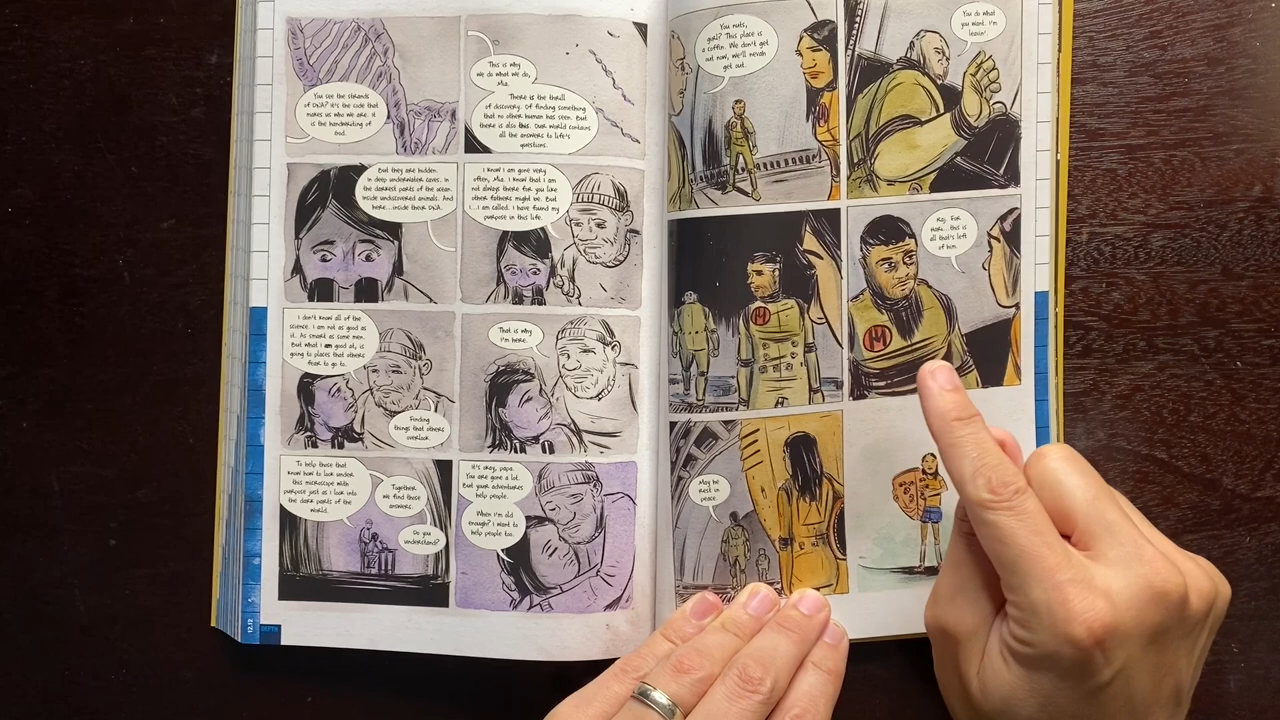 You see the strands
of DNA? It's the code that
makes us who we are. It
is the handwriting of
God.
This is why
we do what we do,
Mia.
There is the thrill
of discovery. Of finding something
that no other human has seen. But
there is also this. Our world contains
all the answers to life's
questions.
But they are hidden.
In deep underwater caves. In
the darkest parts of the ocean.
Inside undiscovered animals. And
here...inside their DNA.
I know I am gone very
often, Mia. I know that I am
not always there for you like
other fathers might be. But
I...I am called. I have found my
purpose in this life.
I don't know all of the
science. I am not as good as
it. As smart as some men.
But what I am good at, is
going to places that others
fear to go to.
Finding
things that others
overlook.
That is why
I'm here.
To help those that
know how to look under
this microscope with
purpose just as I look into
the dark parts of the
world.
Together
we find those
answers.
Do you
understand?
It's okay, papa.
You are gone a lot.
But your adventures
help people.
When I'm old
enough? I want to
help people too.
12.12
DEPTH
You nuts,
girl? This place is
a coffin. We don't get
out now, we'll nevah
get out.
You do what
you want. I'm
leavin'.
Roj. For
Hari...this is
all that's left
of him.
May he
rest in
peace.